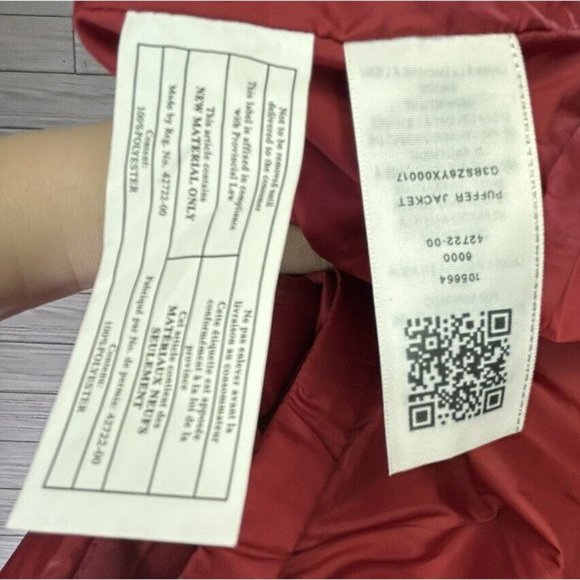 Not to be removed until
delivered to the consumer
This label is affixed in compliance
with Provincial Law
This article contains
NEW MATERIAL ONLY
Made by Reg. No. 42722-00
Content:
100%POLYESTER
Ne pas enlever avant la
livraison au consommateur
Cette étiquette est apposée
conformément à la loi de la
province
Cet article contient des
MATERIAUX NEUFS
SEULEMENT
Fabriqué par No. de permis: 42722-00
Contenu:
100%POLYESTER
105664
6000
42722-00
PUFFER JACKET
G3BSZ6YX00017